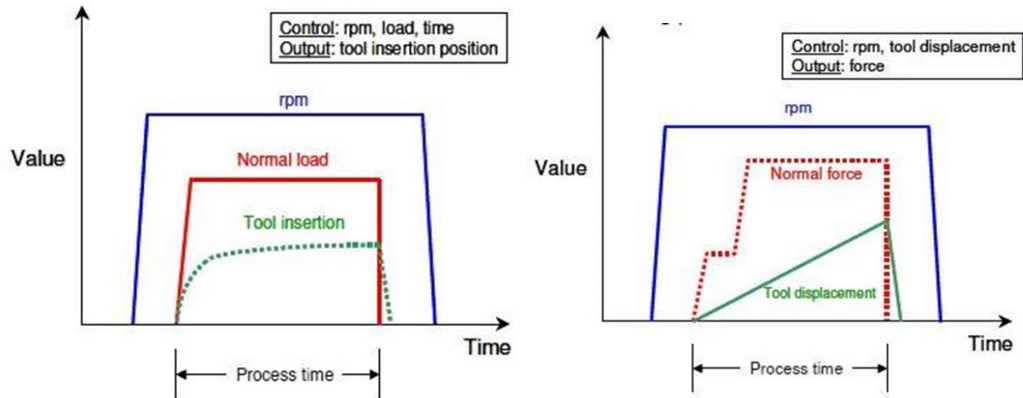 Control: rpm, load, time
Output: tool insertion position
rpm
Value
Normal load
Tool insertion
Time
Process time
Control: rpm, tool displacement
Output: force
rpm
Value
Normal force
Tool displacement
Time
Process time